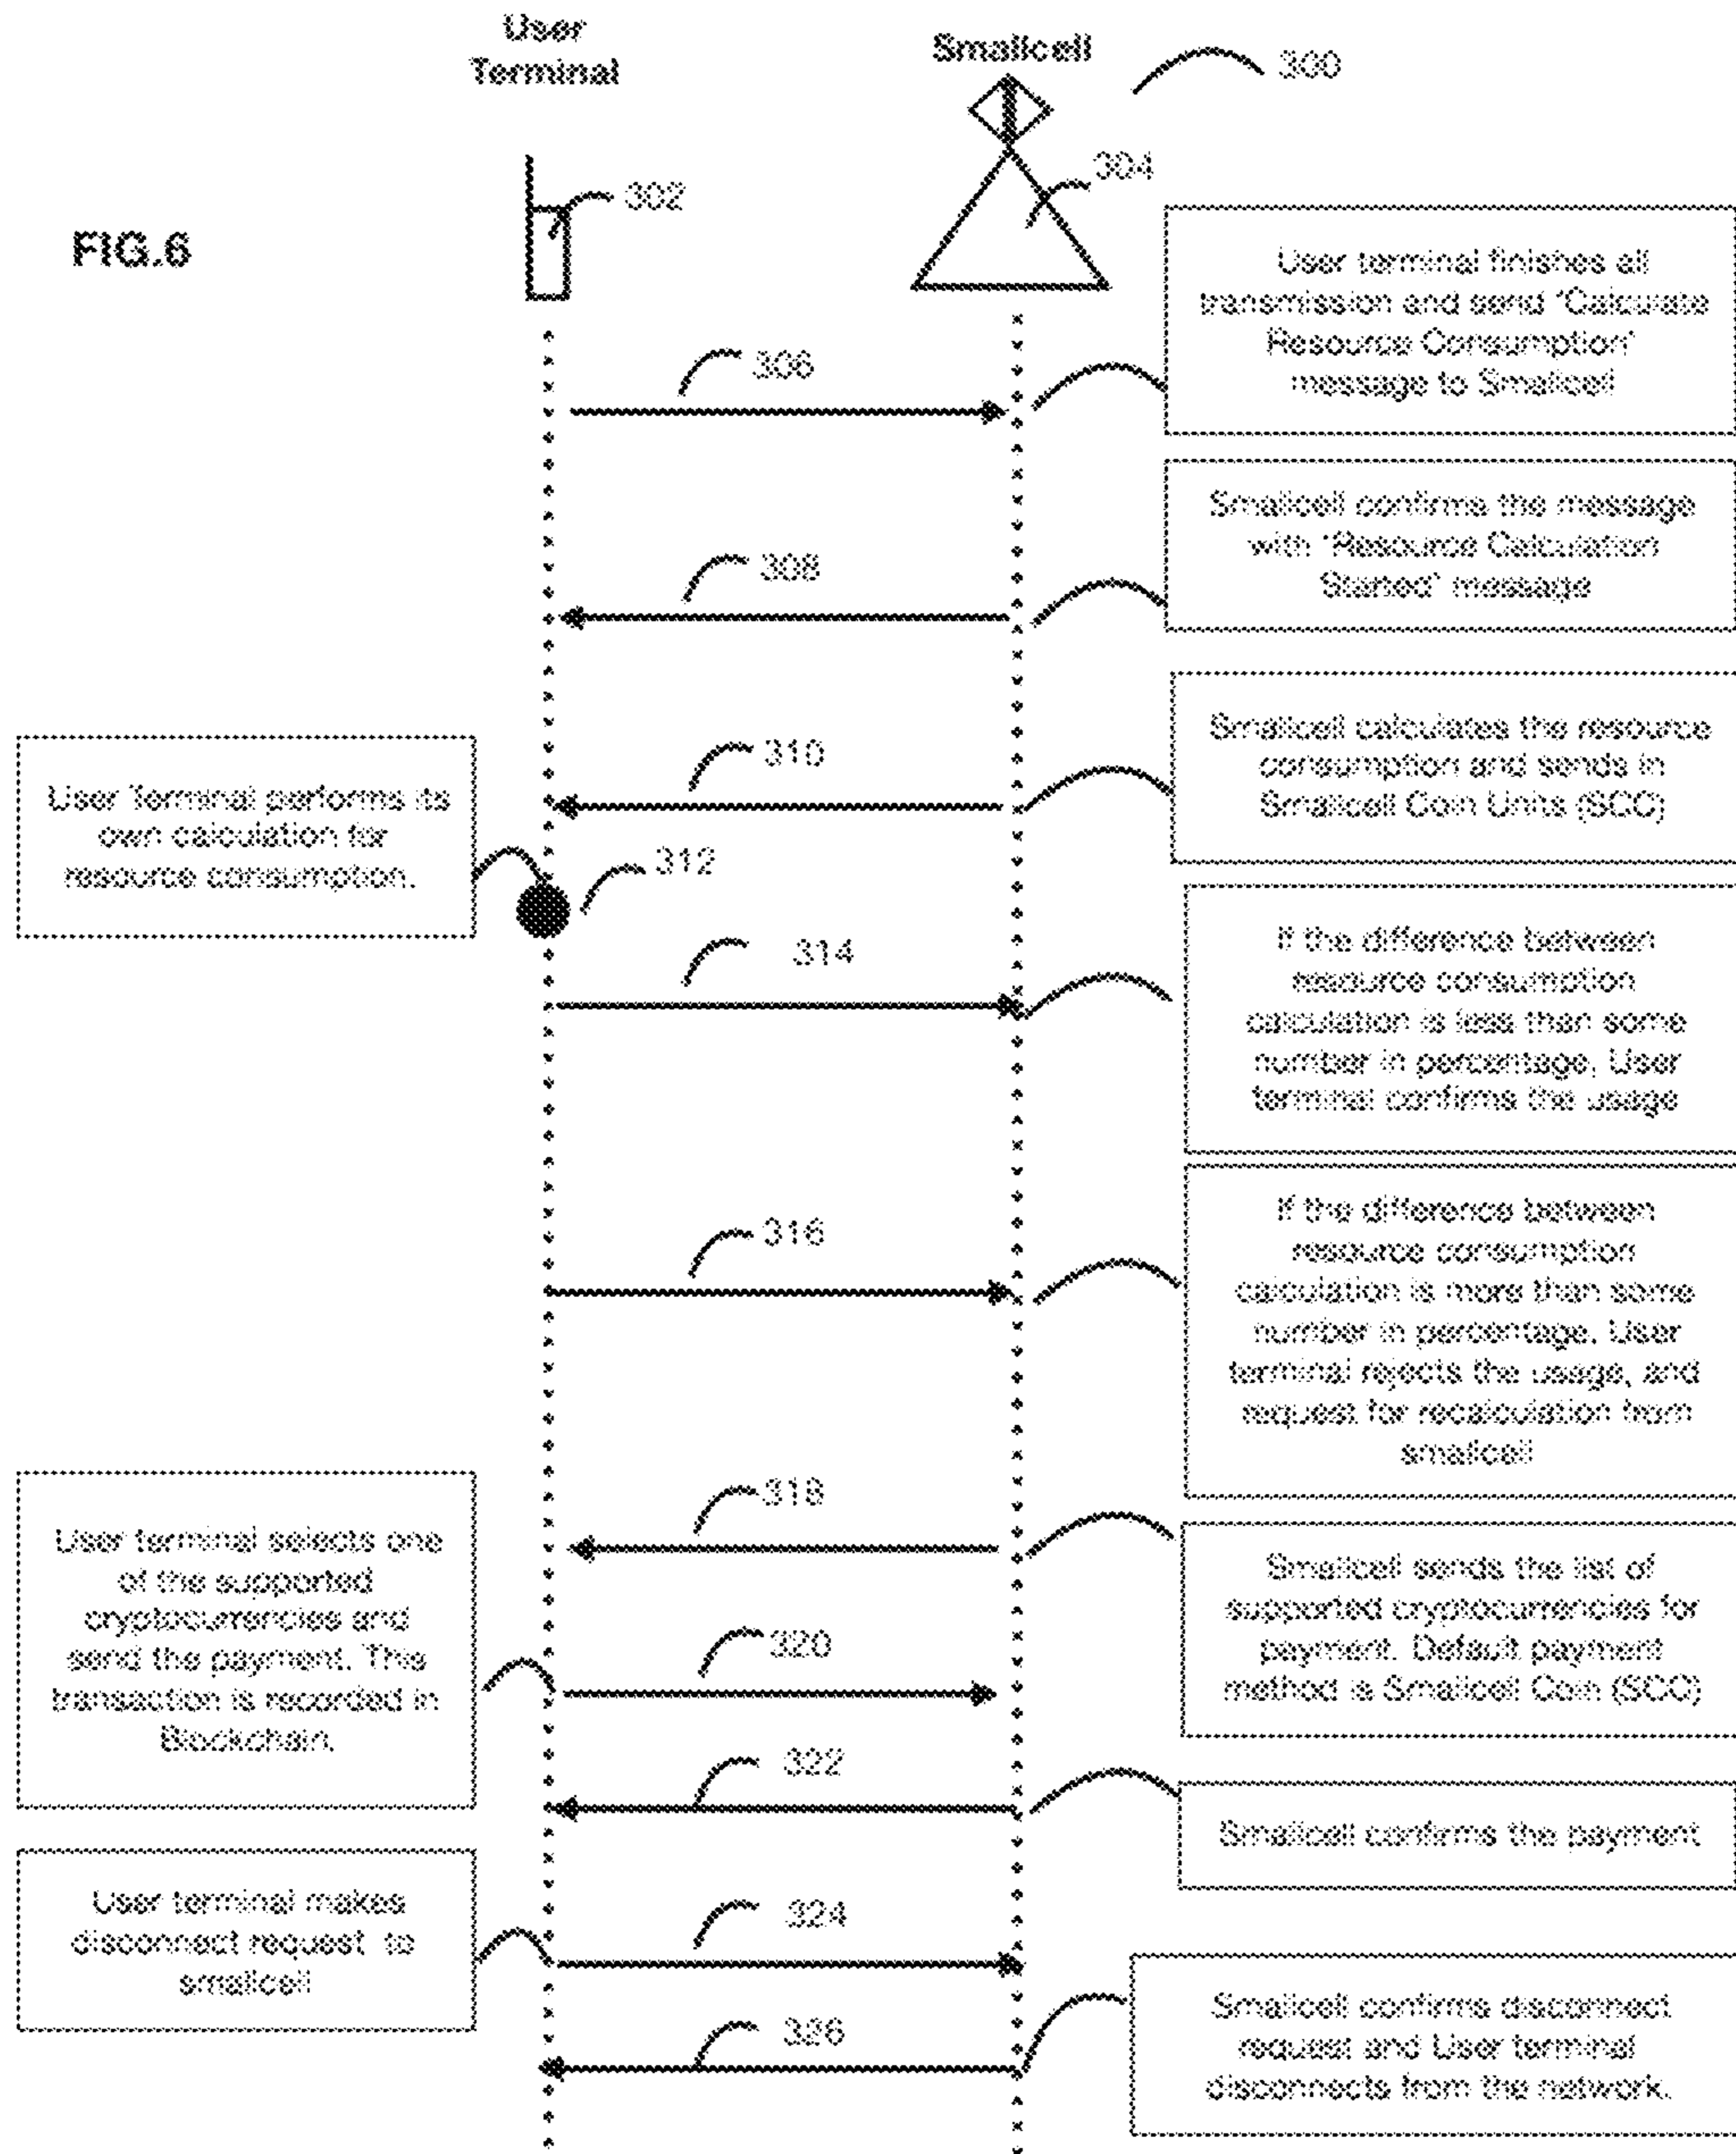 User
Terminal
Smallcell
300
304
302
FIG.6
User terminal finishes all
transmission and send 'Calculate
Resource Consumption'
message to Smallcell
306
Smallcell confirms the message
with 'Resource Calculation
Started' message
308
Smallcell calculates the resource
consumption and sends in
Smallcell Coin Units (SCC)
310
User Terminal performs its
own calculation for
resource consumption.
312
If the difference between
resource consumption
calculation is less than some
number in percentage, User
terminal confirms the usage
314
If the difference between
resource consumption
calculation is more than some
number in percentage, User
terminal rejects the usage, and
request for recalculation from
smallcell
316
318
Smallcell sends the list of
supported cryptocurrencies for
payment. Default payment
method is Smallcell Coin (SCC)
User terminal selects one
of the supported
cryptocurrencies and
send the payment. This
transaction is recorded in
Blockchain.
320
322
Smallcell confirms the payment
User terminal makes
disconnect request to
smallcell
324
326
Smallcell confirms disconnect
request and User terminal
disconnects from the network.